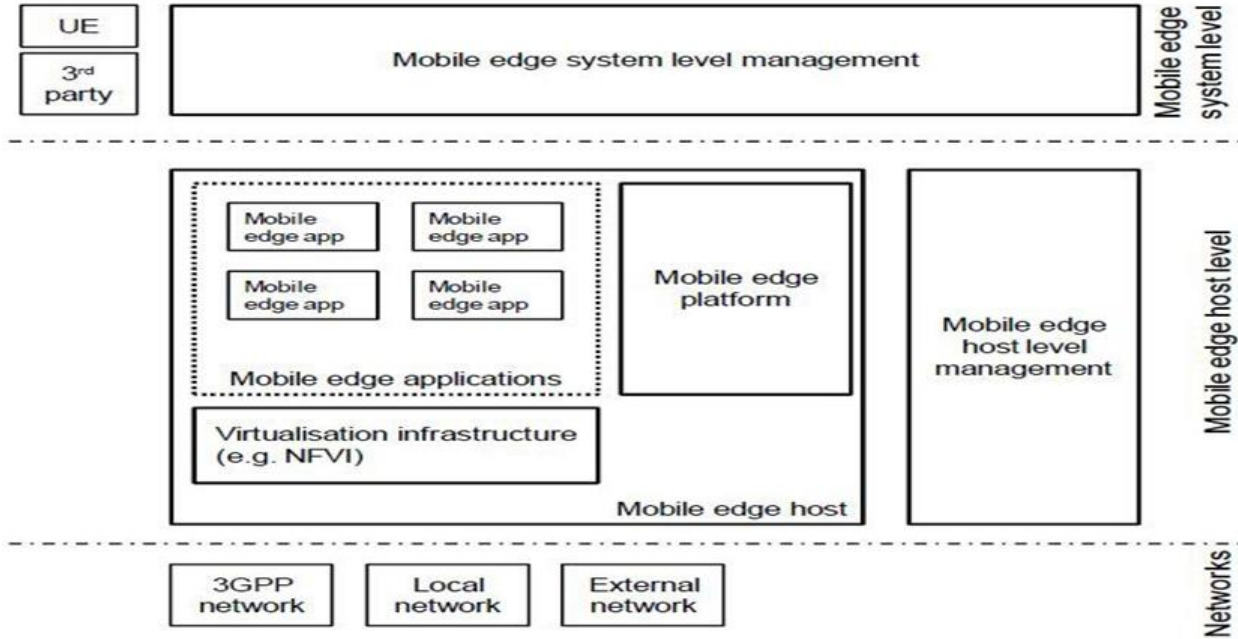 UE
3rd
party
Mobile edge system level management
Mobile edge
system level
Mobile
edge app
Mobile
edge app
Mobile
edge app
Mobile
edge app
Mobile edge applications
Mobile edge
platform
Virtualisation infrastructure
(e.g. NFVI)
Mobile edge host
Mobile edge
host level
management
Mobile edge host level
3GPP
network
Local
network
External
network
Networks